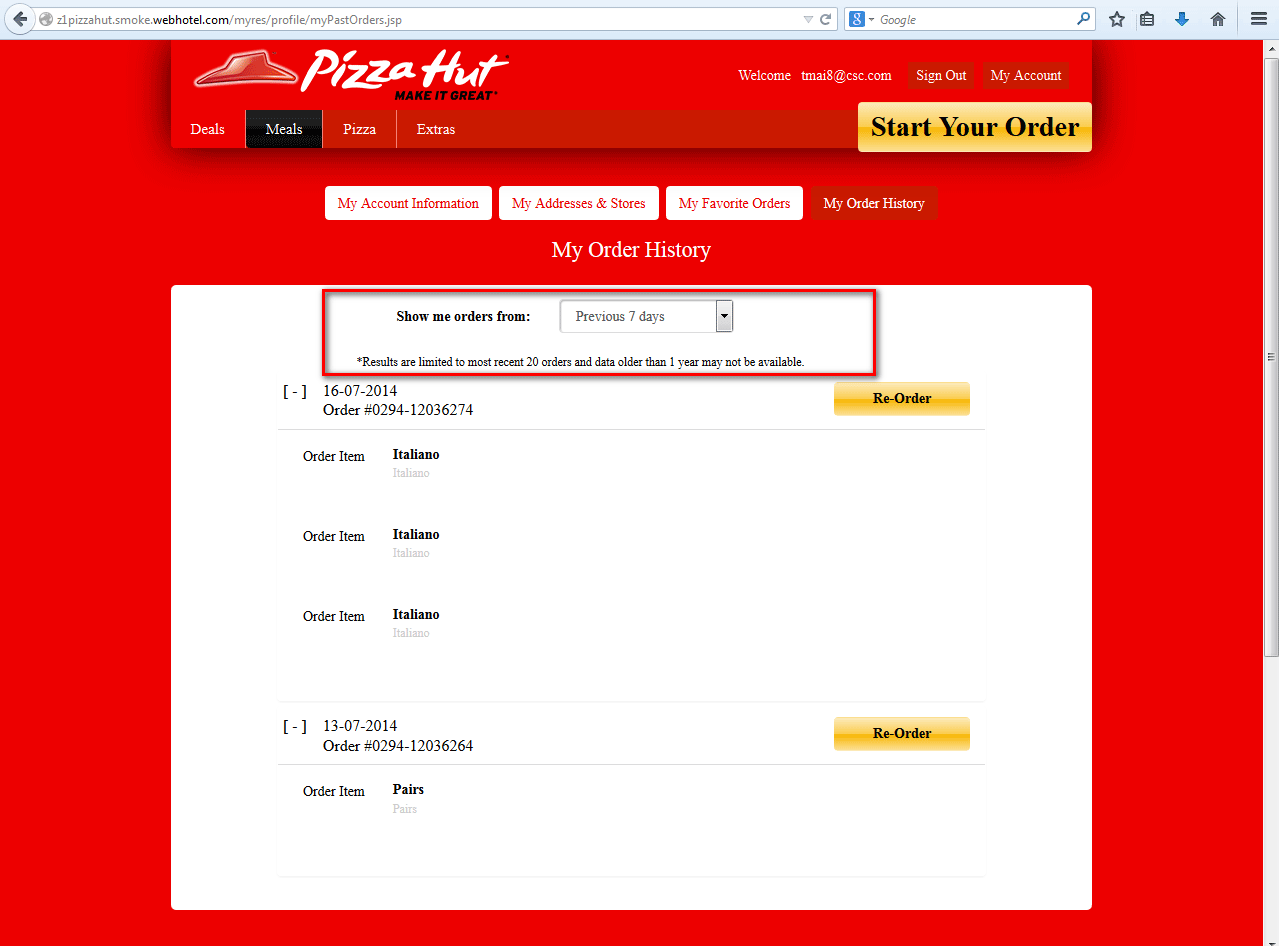 z1pizzahut.smoke.webhotel.com/myres/profile/myPastOrders.jsp
Google
Pizza Hut
MAKE IT GREAT
Welcome tmai8@csc.com Sign Out My Account
Deals Meals Pizza Extras Start Your Order
My Account Information My Addresses & Stores My Favorite Orders My Order History
My Order History
Show me orders from: Previous 7 days
*Results are limited to most recent 20 orders and data older than 1 year may not be available.
[ - ] 16-07-2014 Re-Order
Order #0294-12036274
Order Item Italiano
Italiano
Order Item Italiano
Italiano
Order Item Italiano
Italiano
[ - ] 13-07-2014 Re-Order
Order #0294-12036264
Order Item Pairs
Pairs